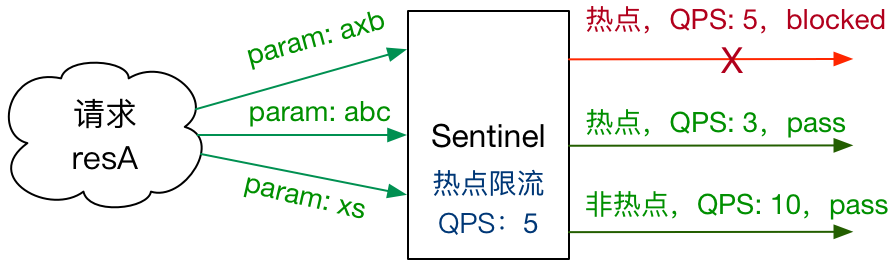 请求
resA
param: axb
param: abc
param: xs
Sentinel
热点限流
QPS：5
热点，QPS: 5，blocked
X
热点，QPS: 3，pass
非热点，QPS: 10，pass